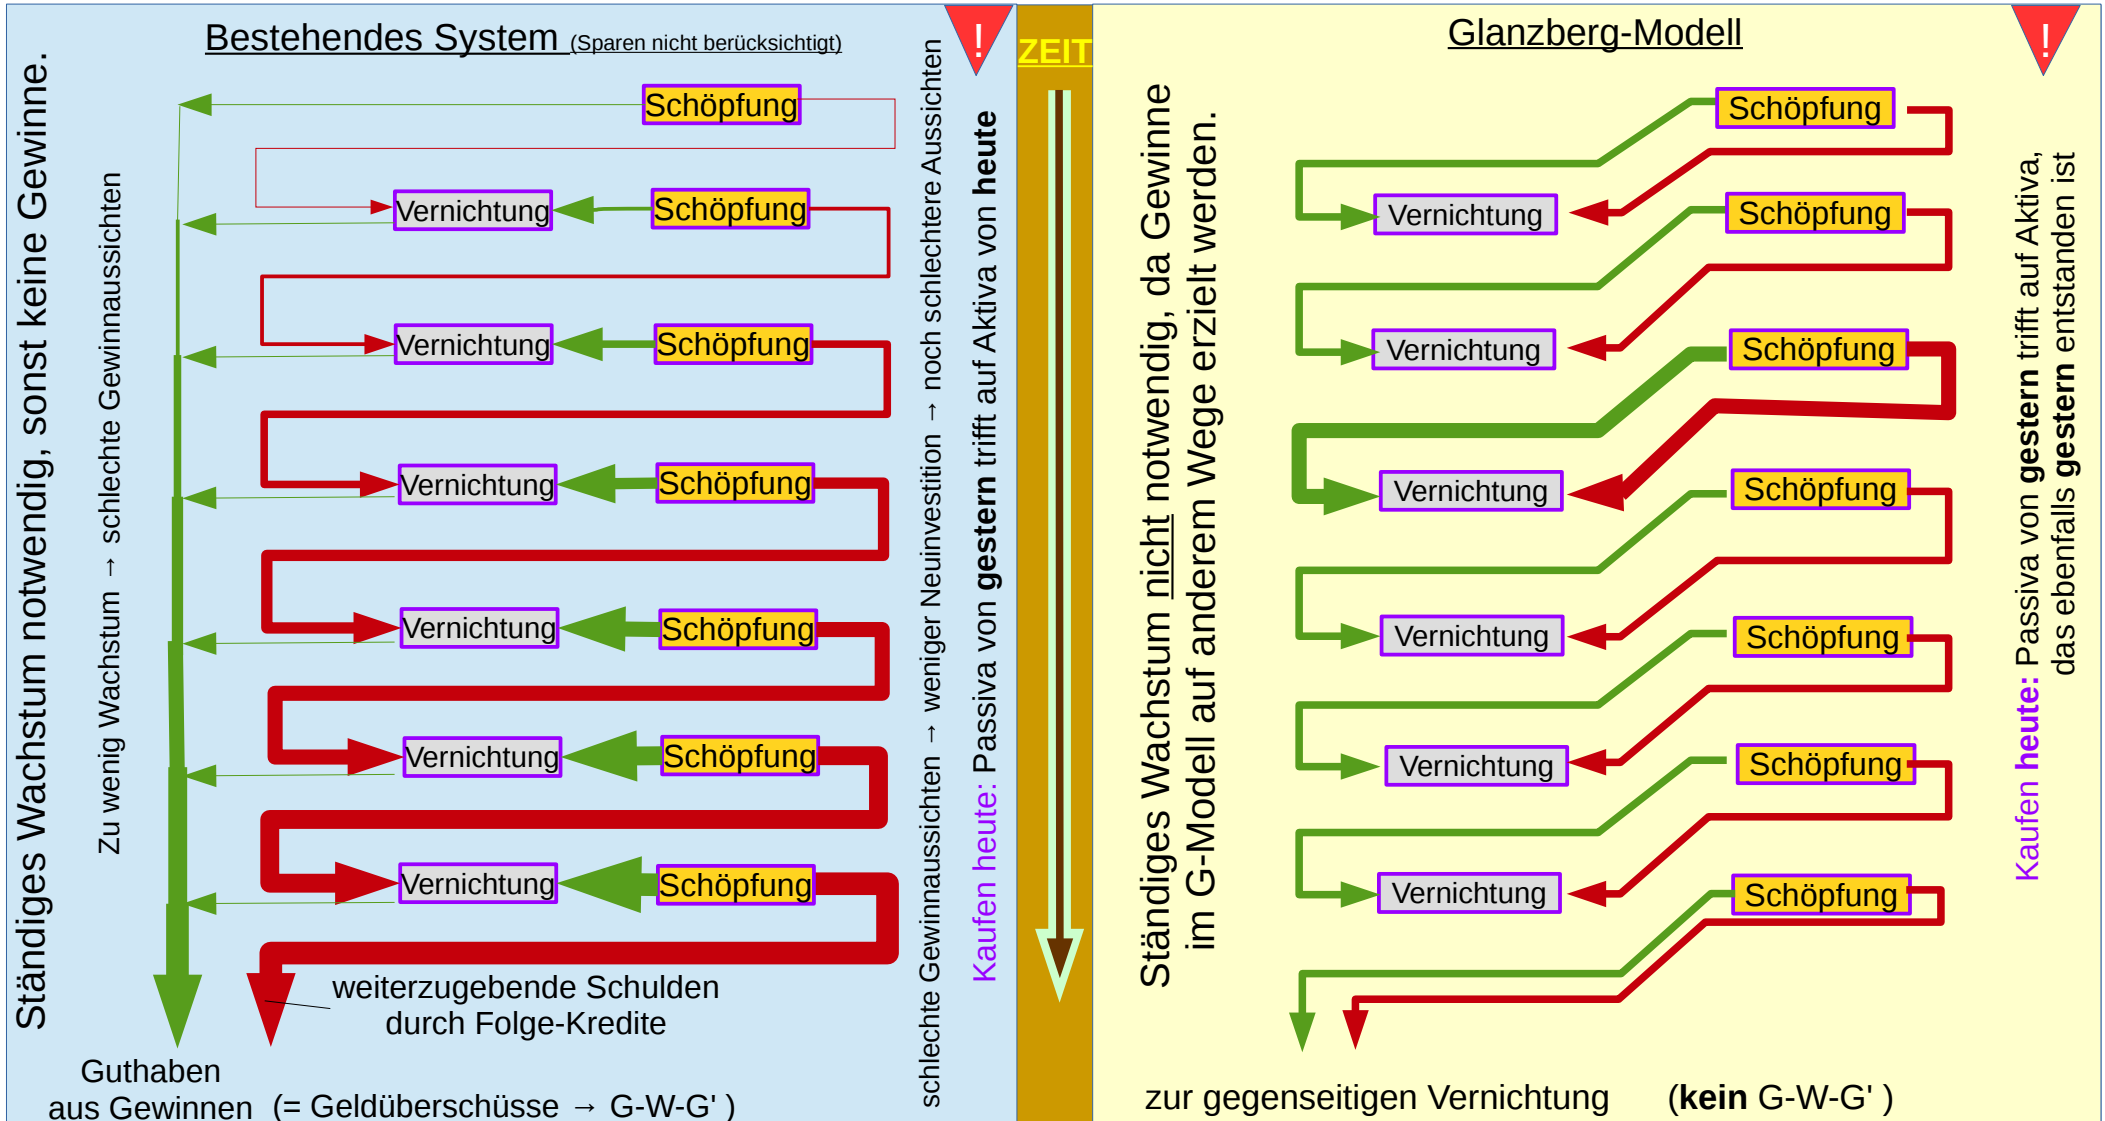 Bestehendes System (Sparen nicht berücksichtigt)
!
Ständiges Wachstum notwendig, sonst keine Gewinne.
Zu wenig Wachstum → schlechte Gewinnaussichten
Schöpfung
Vernichtung
Schöpfung
Vernichtung
Schöpfung
Vernichtung
Schöpfung
Vernichtung
Schöpfung
Vernichtung
Schöpfung
Vernichtung
Schöpfung
schlechte Gewinnaussichten → weniger Neuinvestition → noch schlechtere Aussichten
Kaufen heute: Passiva von gestern trifft auf Aktiva von heute
weiterzugebende Schulden
durch Folge-Kredite
Guthaben
aus Gewinnen (= Geldüberschüsse → G-W-G' )
ZEIT
Glanzberg-Modell
!
Ständiges Wachstum nicht notwendig, da Gewinne
im G-Modell auf anderem Wege erzielt werden.
Schöpfung
Vernichtung
Schöpfung
Vernichtung
Schöpfung
Vernichtung
Schöpfung
Vernichtung
Schöpfung
Vernichtung
Schöpfung
Vernichtung
Schöpfung
Kaufen heute: Passiva von gestern trifft auf Aktiva,
das ebenfalls gestern entstanden ist
zur gegenseitigen Vernichtung (kein G-W-G' )